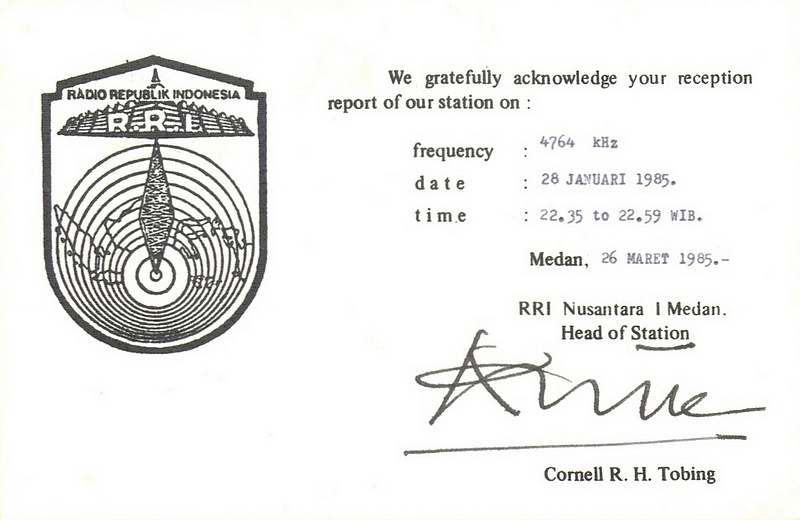 RADIO REPUBLIK INDONESIA
R.R.I
We gratefully acknowledge your reception
report of our station on :
frequency : 4764 kHz
date : 28 JANUARI 1985.
time : 22.35 to 22.59 WIB.
Medan, 26 MARET 1985.-
RRI Nusantara I Medan.
Head of Station
Cornell R. H. Tobing